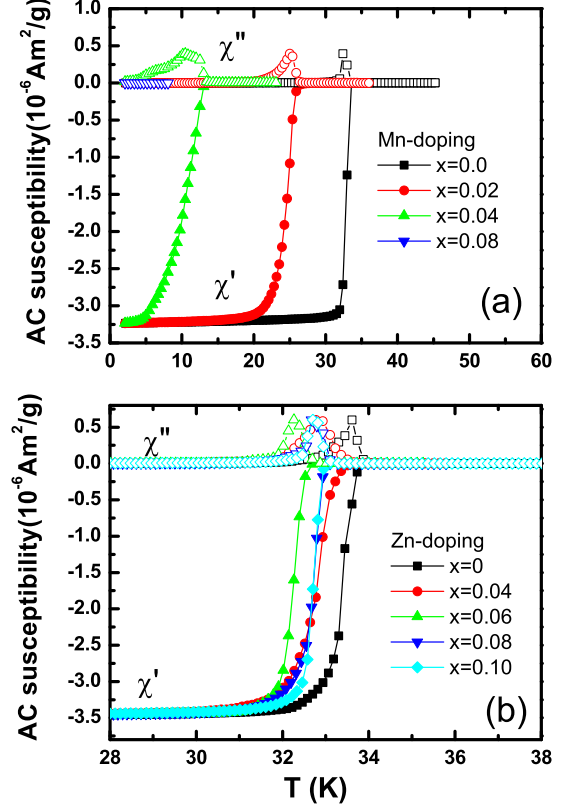 AC susceptibility(10⁻⁶Am²/g)
1.0
0.5
0.0
-0.5
-1.0
-1.5
-2.0
-2.5
-3.0
-3.5
χ"
χ'
Mn-doping
x=0.0
x=0.02
x=0.04
x=0.08
(a)
0 10 20 30 40 50 60
AC susceptibility(10⁻⁶Am²/g)
0.5
0.0
-0.5
-1.0
-1.5
-2.0
-2.5
-3.0
-3.5
χ"
χ'
Zn-doping
x=0
x=0.04
x=0.06
x=0.08
x=0.10
(b)
28 30 32 34 36 38
T (K)